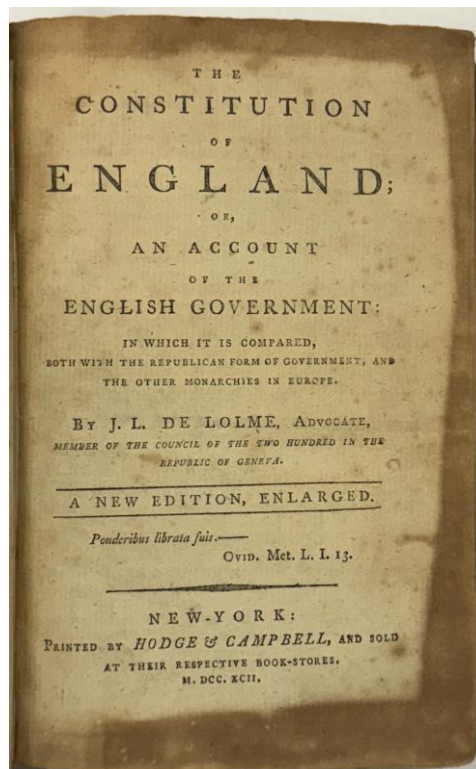 THE
CONSTITUTION
OF
ENGLAND;
OR,
AN ACCOUNT
OF THE
ENGLISH GOVERNMENT:
IN WHICH IT IS COMPARED,
BOTH WITH THE REPUBLICAN FORM OF GOVERNMENT, AND
THE OTHER MONARCHIES IN EUROPE.
BY J. L. DE LOLME, ADVOCATE,
MEMBER OF THE COUNCIL OF THE TWO HUNDRED IN THE
REPUBLIC OF GENEVA.
A NEW EDITION, ENLARGED.
Ponderibus librata ſuis.——
OVID. Met. L. I. 13.
NEW-YORK:
PRINTED BY HODGE & CAMPBELL, AND SOLD
AT THEIR RESPECTIVE BOOK-STORES.
M. DCC. XCII.